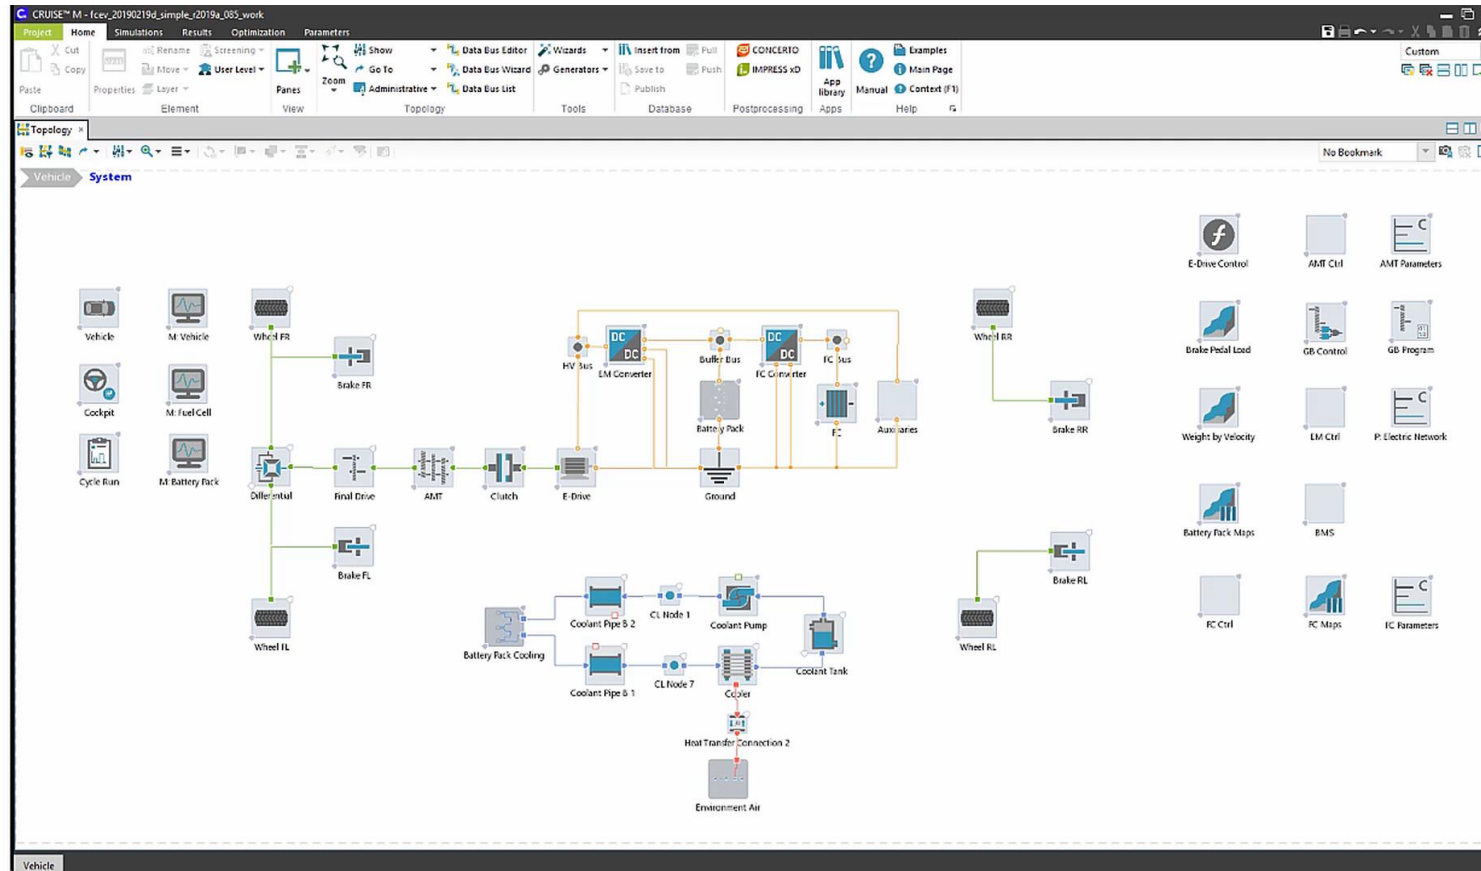 CRUISE™ M - fcev_20190219d_simple_r2019a_085_work
Project Home Simulations Results Optimization Parameters
Cut Rename Screening Show Data Bus Editor Wizards Insert from Pull CONCERTO Examples Custom
Copy Move User Level Go To Data Bus Wizard Generators Save to Push IMPRESS xD Main Page
Paste Properties Layer Panes Zoom Administrative Data Bus List Publish App library Manual Context (F1)
Clipboard Element View Topology Tools Database Postprocessing Apps Help
Topology
No Bookmark
Vehicle System
E-Drive Control AMT Ctrl AMT Parameters
Vehicle M: Vehicle Wheel FR Wheel RR
Brake Pedal Load GB Control GB Program
HV Bus EM Converter Buffer Bus FC Converter FC Bus
DC DC DC DC
Brake FR
Cockpit M: Fuel Cell Battery Pack FC Auxiliaries Brake RR
Weight by Velocity EM Ctrl P: Electric Network
Cycle Run M: Battery Pack Differential Final Drive AMT Clutch E-Drive Ground
Battery Pack Maps BMS
Brake FL Brake RL
Coolant Pipe B 2 CL Node 1 Coolant Pump
FC Ctrl FC Maps FC Parameters
Wheel FL Battery Pack Cooling Wheel RL
Coolant Tank
Coolant Pipe B 1 CL Node 7 Cooler
Heat Transfer Connection 2
Environment Air
Vehicle